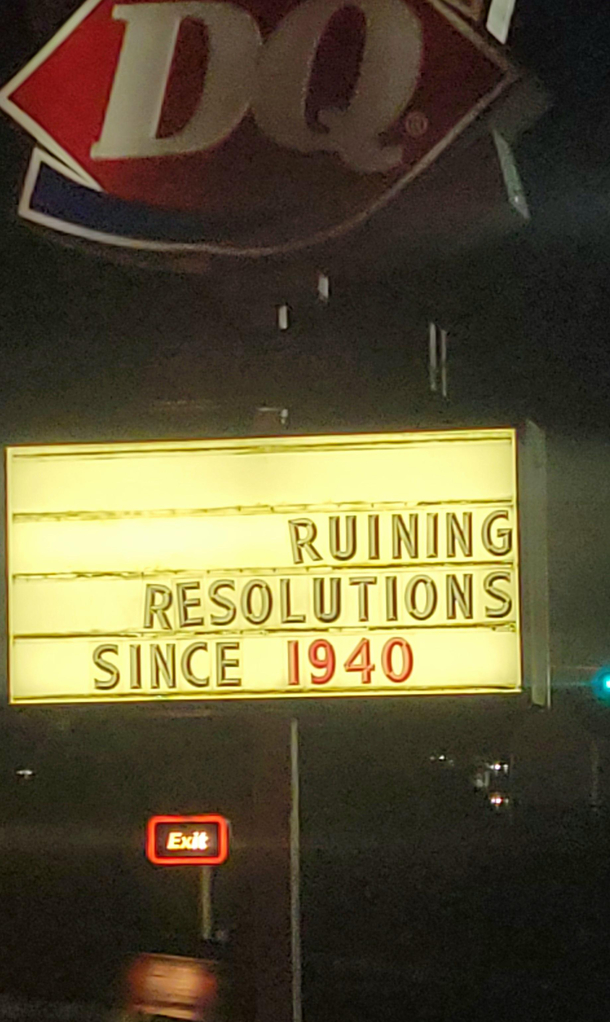 DQ®
RUINING
RESOLUTIONS
SINCE 1940
Exit